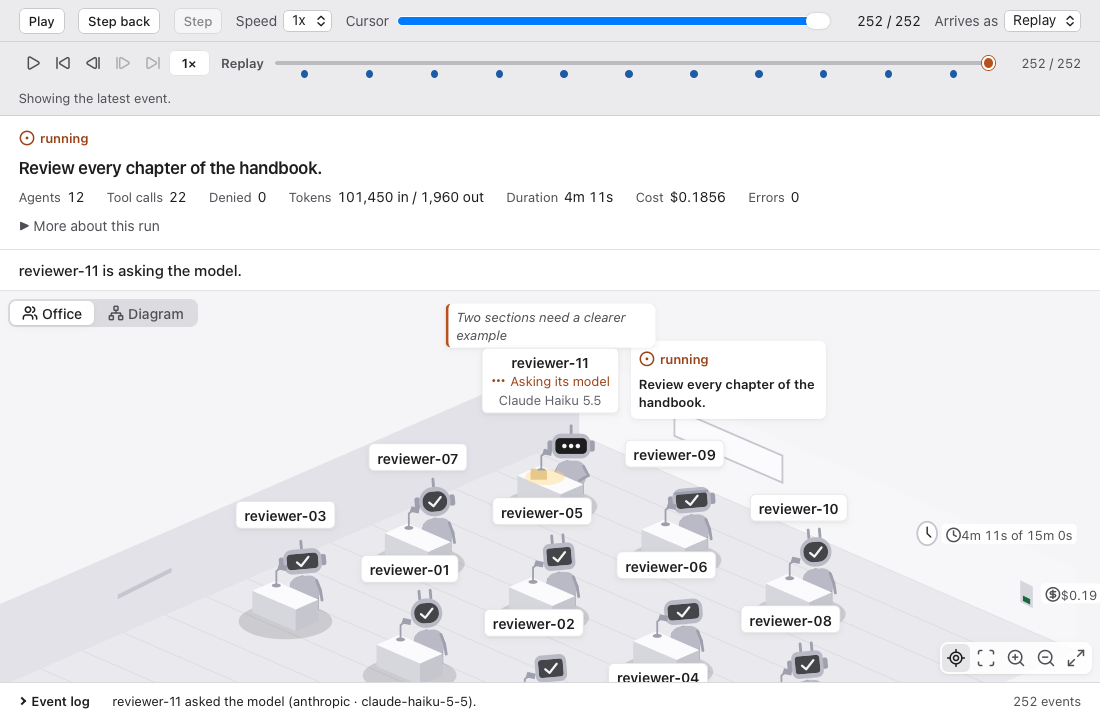 Play Step back Step Speed 1x Cursor 252 / 252 Arrives as Replay
1x Replay 252 / 252
Showing the latest event.
running
Review every chapter of the handbook.
Agents 12 Tool calls 22 Denied 0 Tokens 101,450 in / 1,960 out Duration 4m 11s Cost $0.1856 Errors 0
More about this run
reviewer-11 is asking the model.
Office Diagram
Two sections need a clearer
example
reviewer-11
Asking its model
Claude Haiku 5.5
running
Review every chapter of the
handbook.
reviewer-07
reviewer-09
reviewer-03
reviewer-05
reviewer-10
4m 11s of 15m 0s
reviewer-01
reviewer-06
$0.19
reviewer-02
reviewer-08
reviewer-04
Event log reviewer-11 asked the model (anthropic · claude-haiku-5-5). 252 events